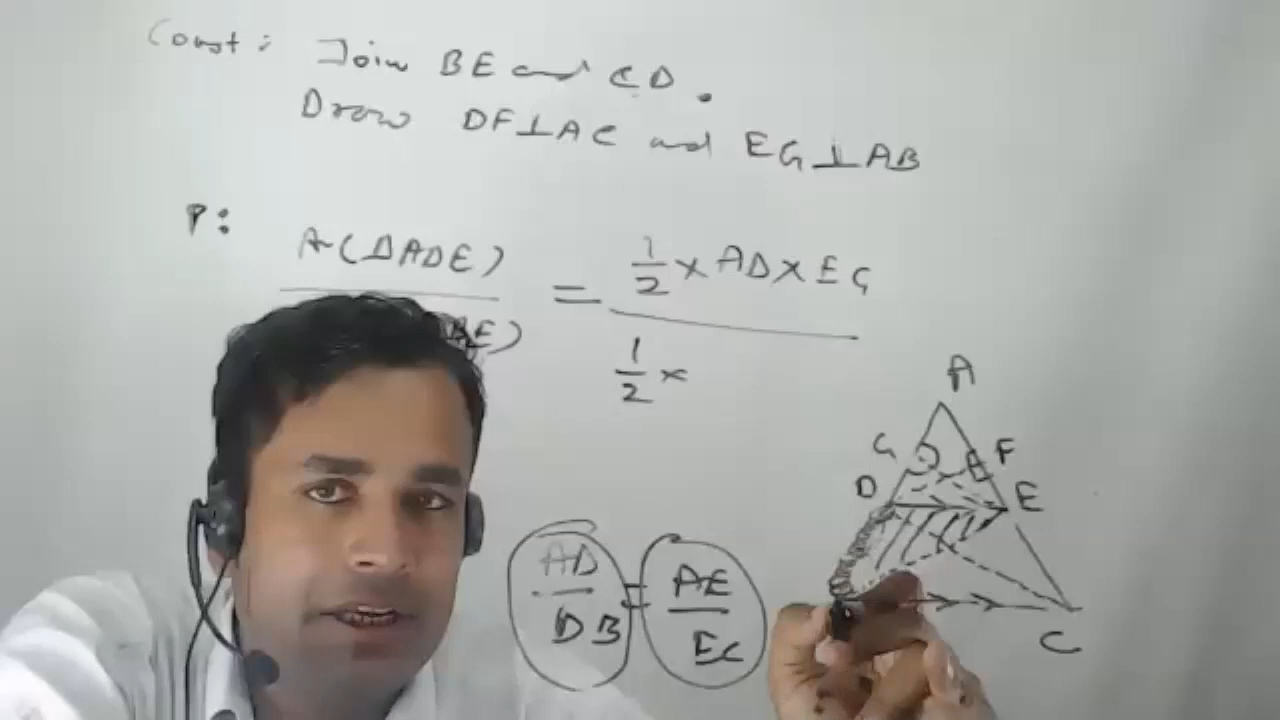 Const: Join BE and CD.
Draw DF⊥AC and EG⊥AB
P:
Ar(ΔADE) = 1/2 × AD × EG
1/2 ×
A
G F
D E
C
AD/DB = AE/EC